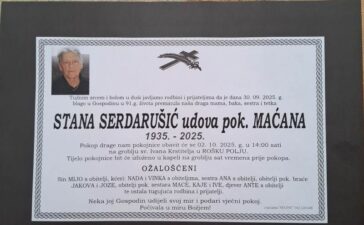 Tužnim srcem i bolom u duši javljamo rodbini i prijateljima da je dana 30. 09. 2025. g.
blago u Gospodinu u 91.g. života preminula naša draga mama, baka, sestra i tetka
STANA SERDARUŠIĆ udova pok. MAĆANA
1935. - 2025.
Pokop drage nam pokojnice obavit će se 02. 10. 2025. g. u 14:00 sati
na groblju sv. Ivana Krstitelja u ROŠKU POLJU.
Tijelo pokojnice bit će izloženo u kapeli na groblju sat vremena prije pokopa.
OŽALOŠĆENI
sin MIJO s obitelji, kćeri: NADA i VINKA s obiteljima, sestra ANA s obitelji, obitelji pok. braće:
JAKOVA i JOZE, obitelji pok. sestara MACE, KAJE i IVE, djever ANTE s obitelji
te ostala tugujuća rodbina i prijatelji.
Neka joj Gospodin udijeli svoj mir i podari vječni pokoj.
Počivala u miru Božjem!